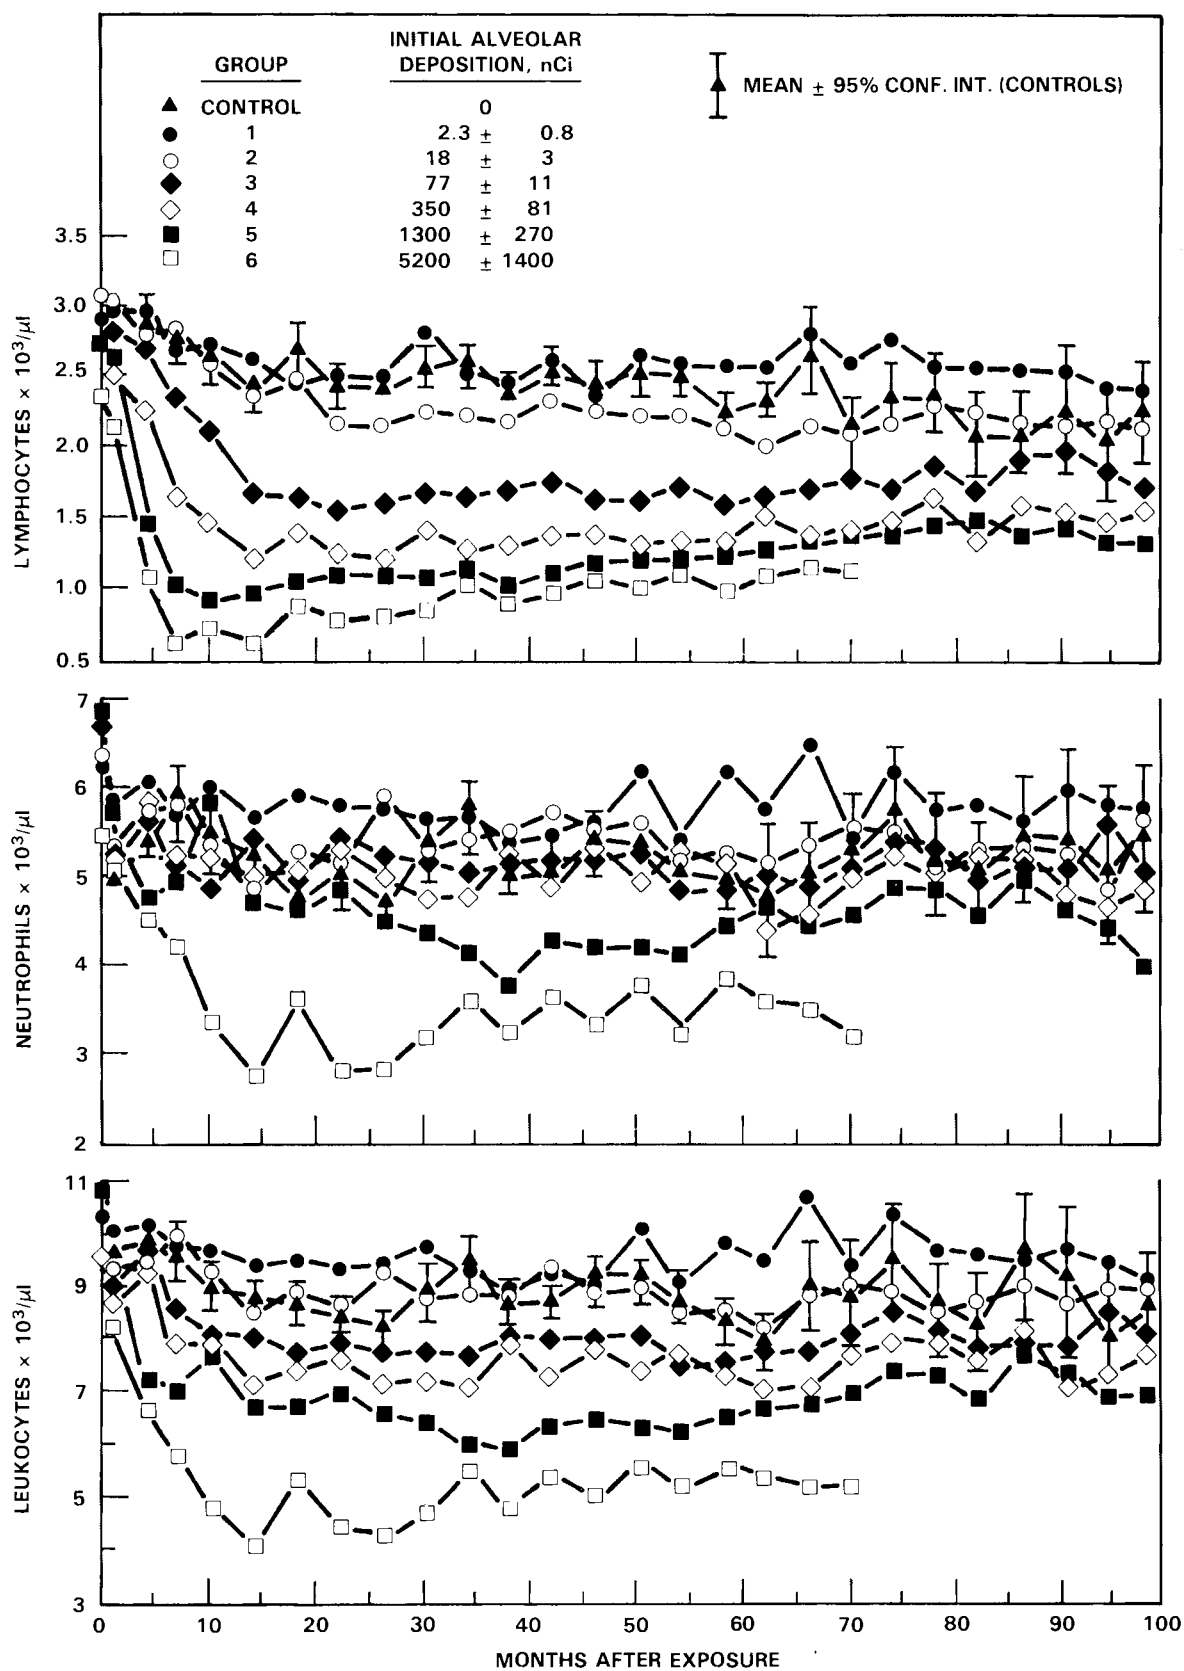 INITIAL ALVEOLAR
GROUP DEPOSITION, nCi
CONTROL 0
1 2.3 ± 0.8
2 18 ± 3
3 77 ± 11
4 350 ± 81
5 1300 ± 270
6 5200 ± 1400
MEAN ± 95% CONF. INT. (CONTROLS)
LYMPHOCYTES × 10³/μl
3.5
3.0
2.5
2.0
1.5
1.0
0.5
NEUTROPHILS × 10³/μl
7
6
5
4
3
2
LEUKOCYTES × 10³/μl
11
9
7
5
3
0 10 20 30 40 50 60 70 80 90 100
MONTHS AFTER EXPOSURE